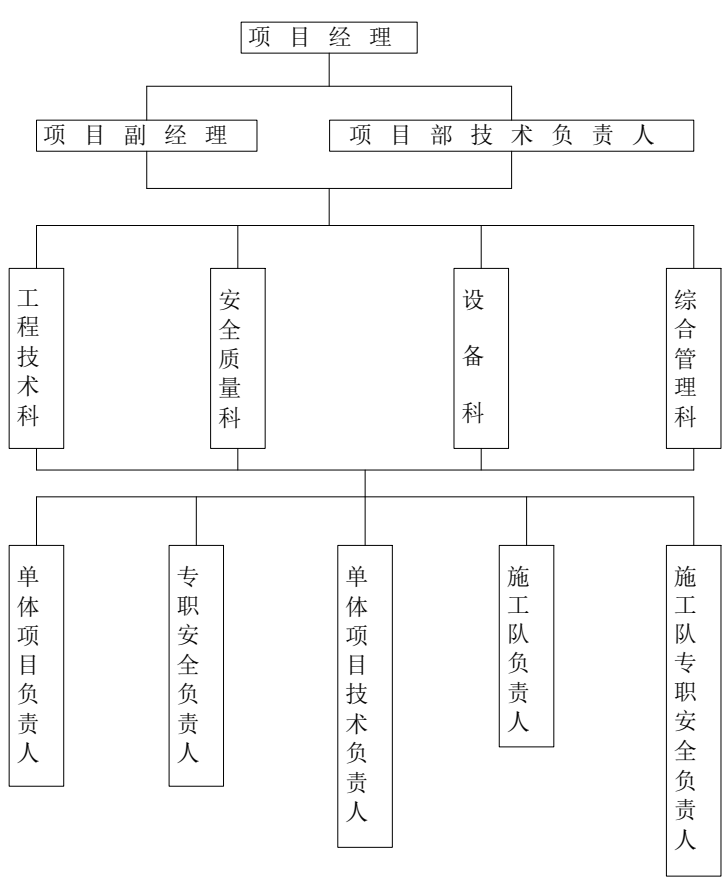 项目经理
项目副经理
项目部技术负责人
工程技术科
安全质量科
设备科
综合管理科
单体项目负责人
专职安全负责人
单体项目技术负责人
施工队负责人
施工队专职安全负责人